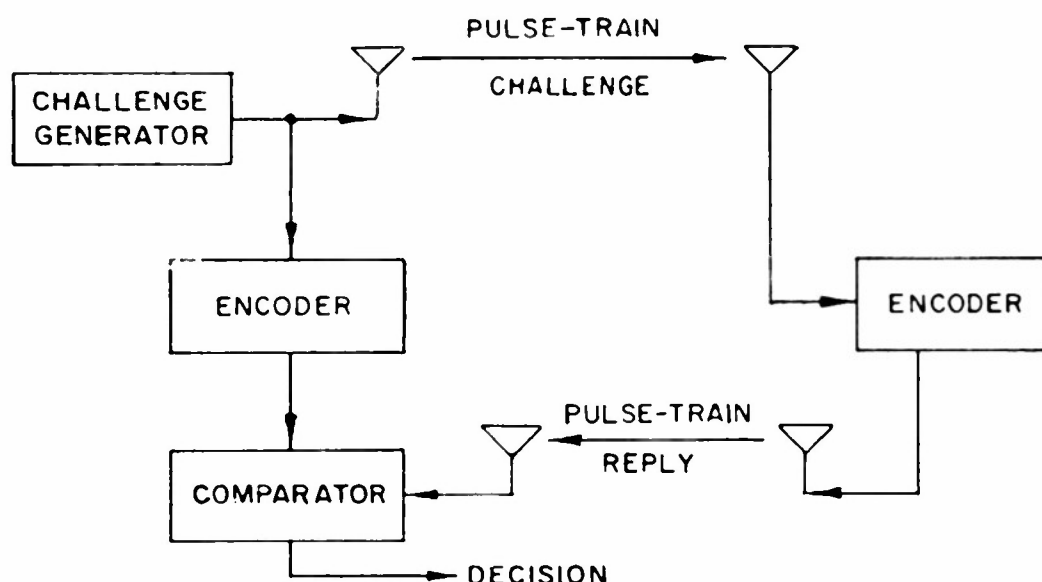 PULSE-TRAIN
CHALLENGE
CHALLENGE
GENERATOR
ENCODER
ENCODER
PULSE-TRAIN
REPLY
COMPARATOR
DECISION